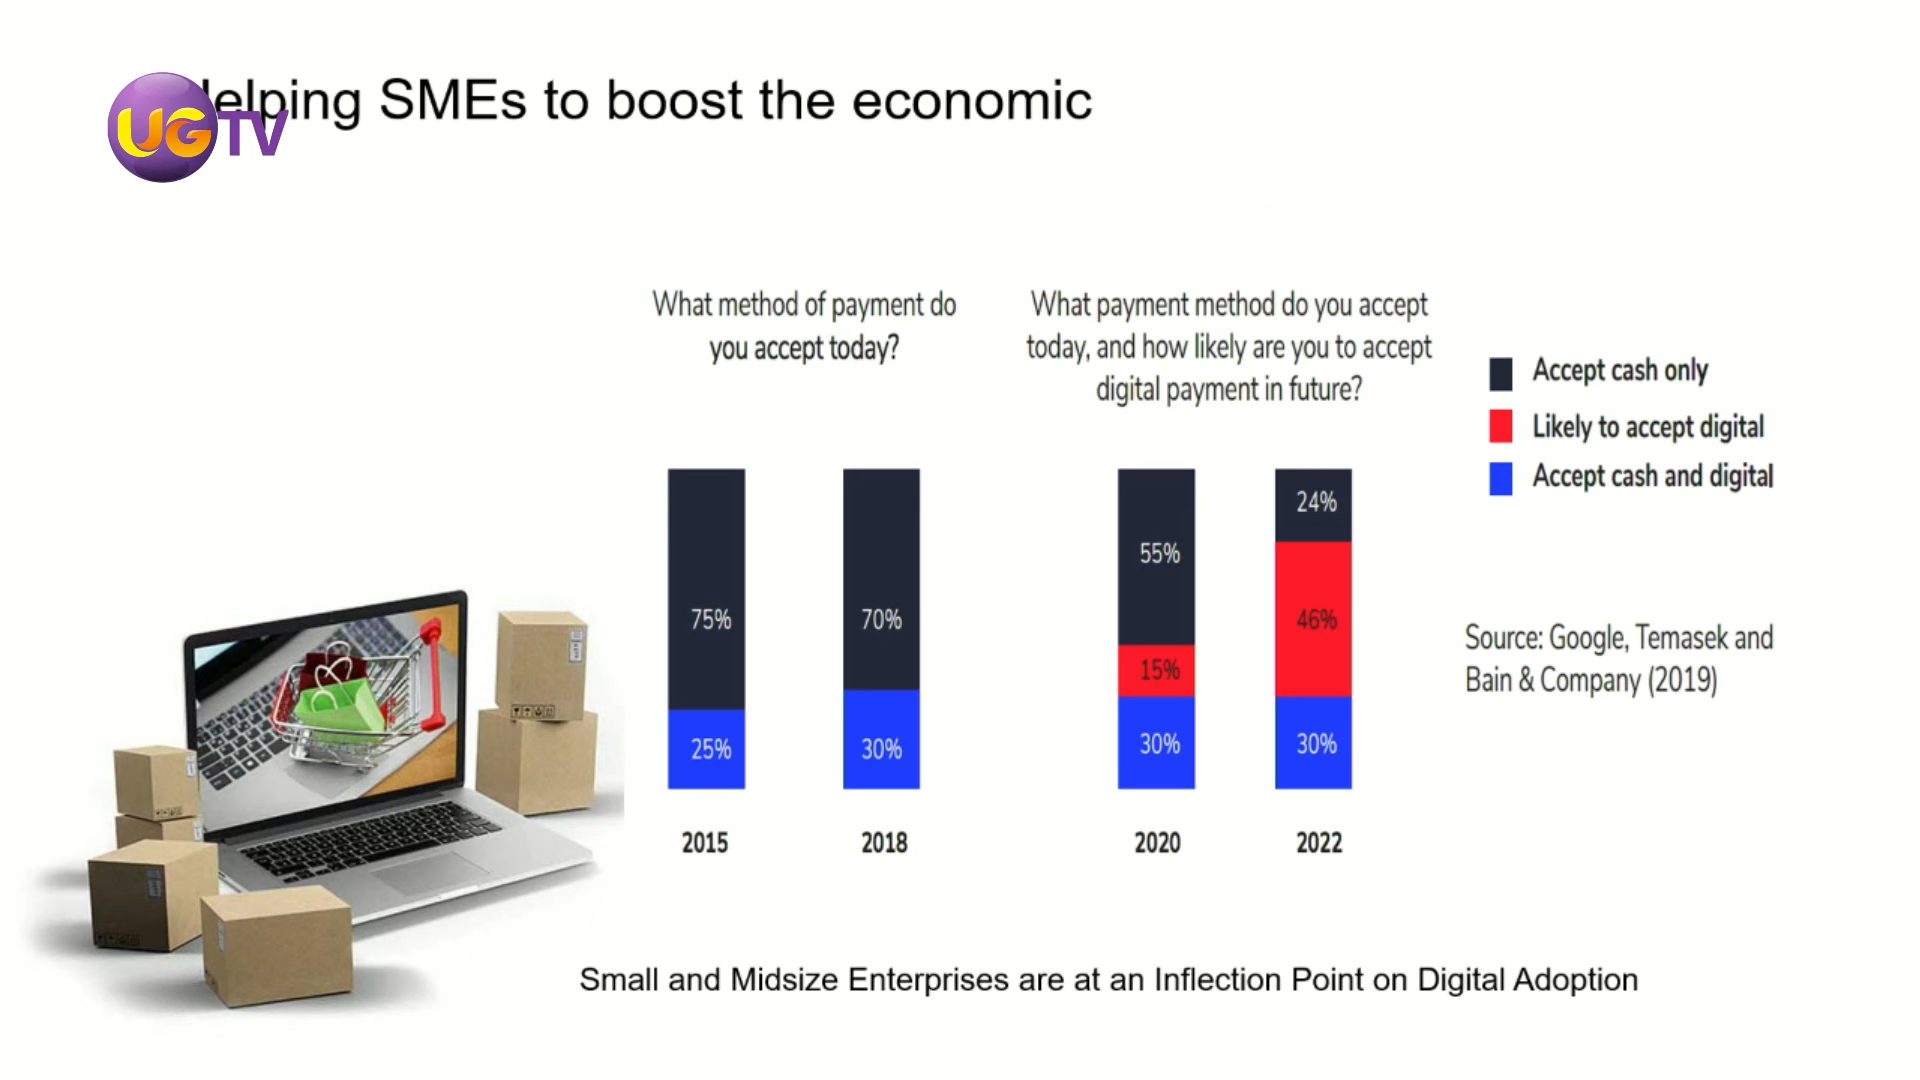 elping SMEs to boost the economic
UGTV
What method of payment do
you accept today?
What payment method do you accept
today, and how likely are you to accept
digital payment in future?
Accept cash only
Likely to accept digital
Accept cash and digital
75%
25%
2015
70%
30%
2018
55%
15%
30%
2020
24%
46%
30%
2022
Source: Google, Temasek and
Bain & Company (2019)
Small and Midsize Enterprises are at an Inflection Point on Digital Adoption